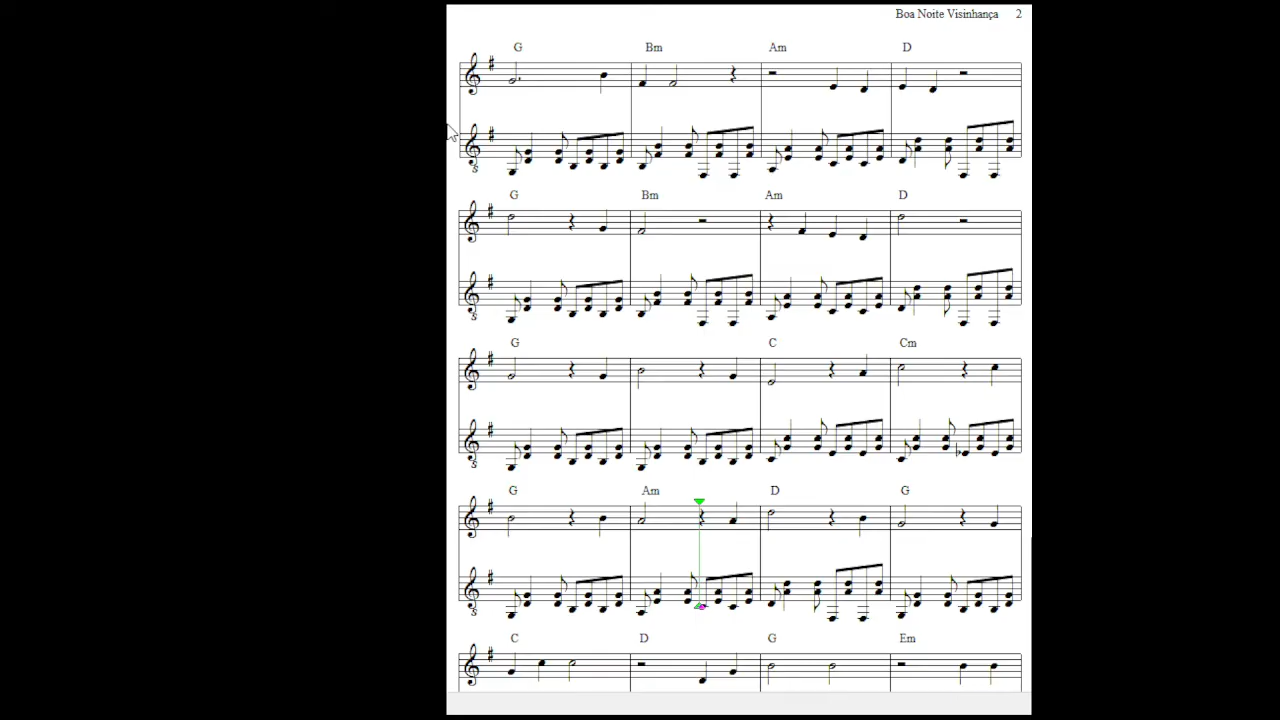 Boa Noite Visinhança 2
G Bm Am D
G Bm Am D
G C Cm
G Am D G
C D G Em